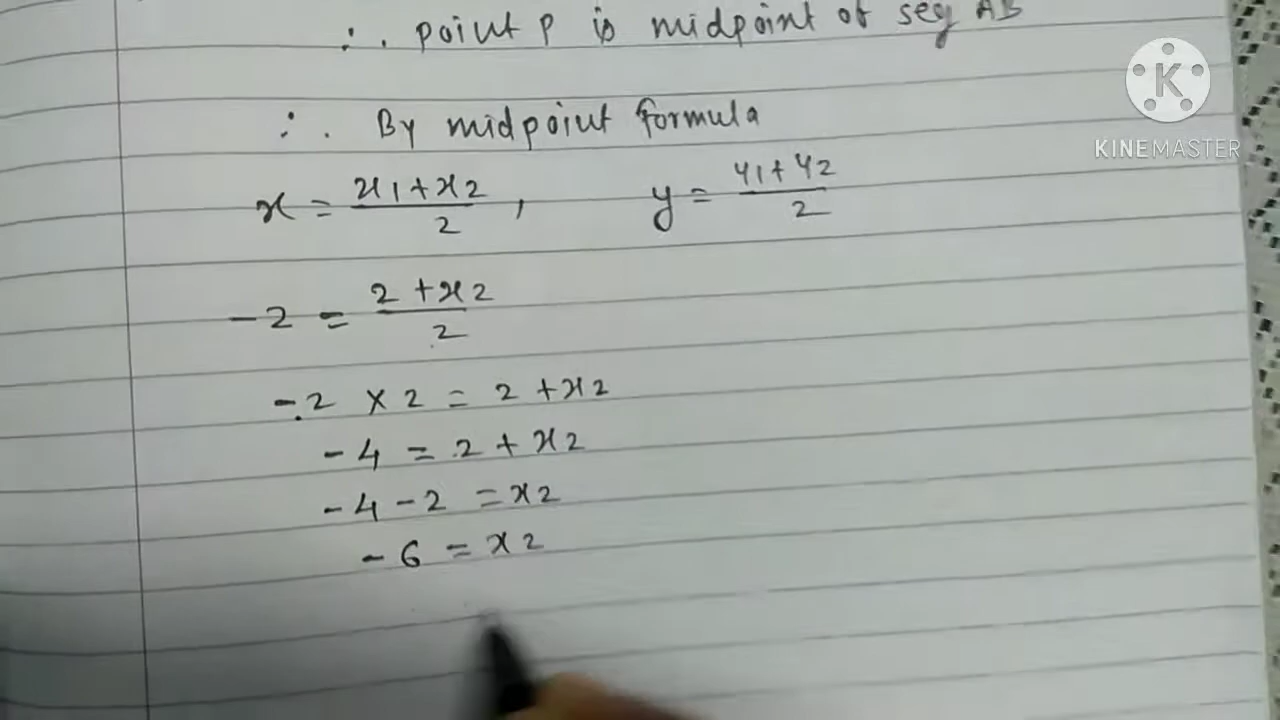 ∴ point P is midpoint of seg AB
∴ By midpoint formula
x = x1+x2/2 , y = y1+y2/2
-2 = 2+x2/2
-2 × 2 = 2+x2
-4 = 2+x2
-4-2 = x2
-6 = x2
K
KINEMASTER